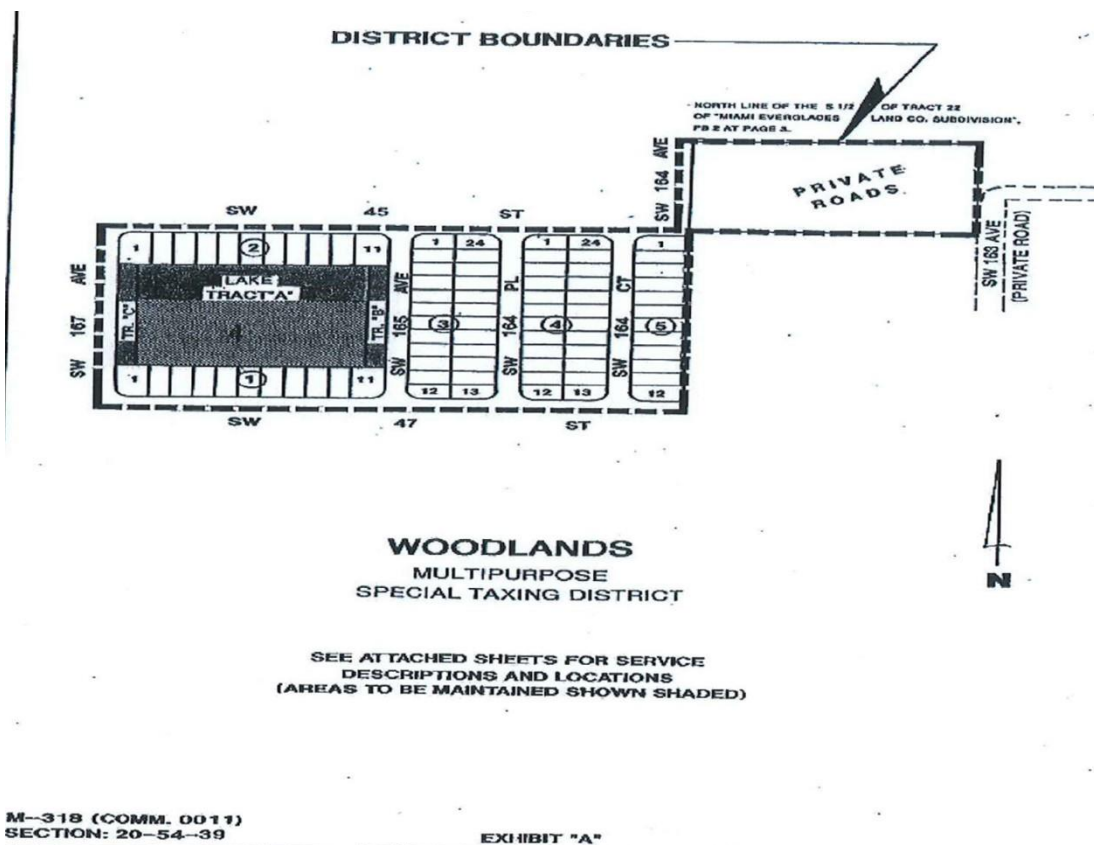 DISTRICT BOUNDARIES
NORTH LINE OF THE S 1/2 OF TRACT 22
OF "MIAMI EVERGLADES LAND CO. SUBDIVISION",
PB 2 AT PAGE 3.
SW 164 AVE
PRIVATE
ROADS
SW 163 AVE
(PRIVATE ROAD)
SW 45 ST
1 2 11
1 24
1 24
1
SW 167 AVE
LAKE
TRACT "A"
TR. "C"
TR. "B"
SW 165 AVE
3
SW 164 PL
4
SW 164 CT
5
1 1 11
12 13
12 13
12
SW 47 ST
N
WOODLANDS
MULTIPURPOSE
SPECIAL TAXING DISTRICT
SEE ATTACHED SHEETS FOR SERVICE
DESCRIPTIONS AND LOCATIONS
(AREAS TO BE MAINTAINED SHOWN SHADED)
M--318 (COMM. 0011)
SECTION: 20--54--39
EXHIBIT "A"